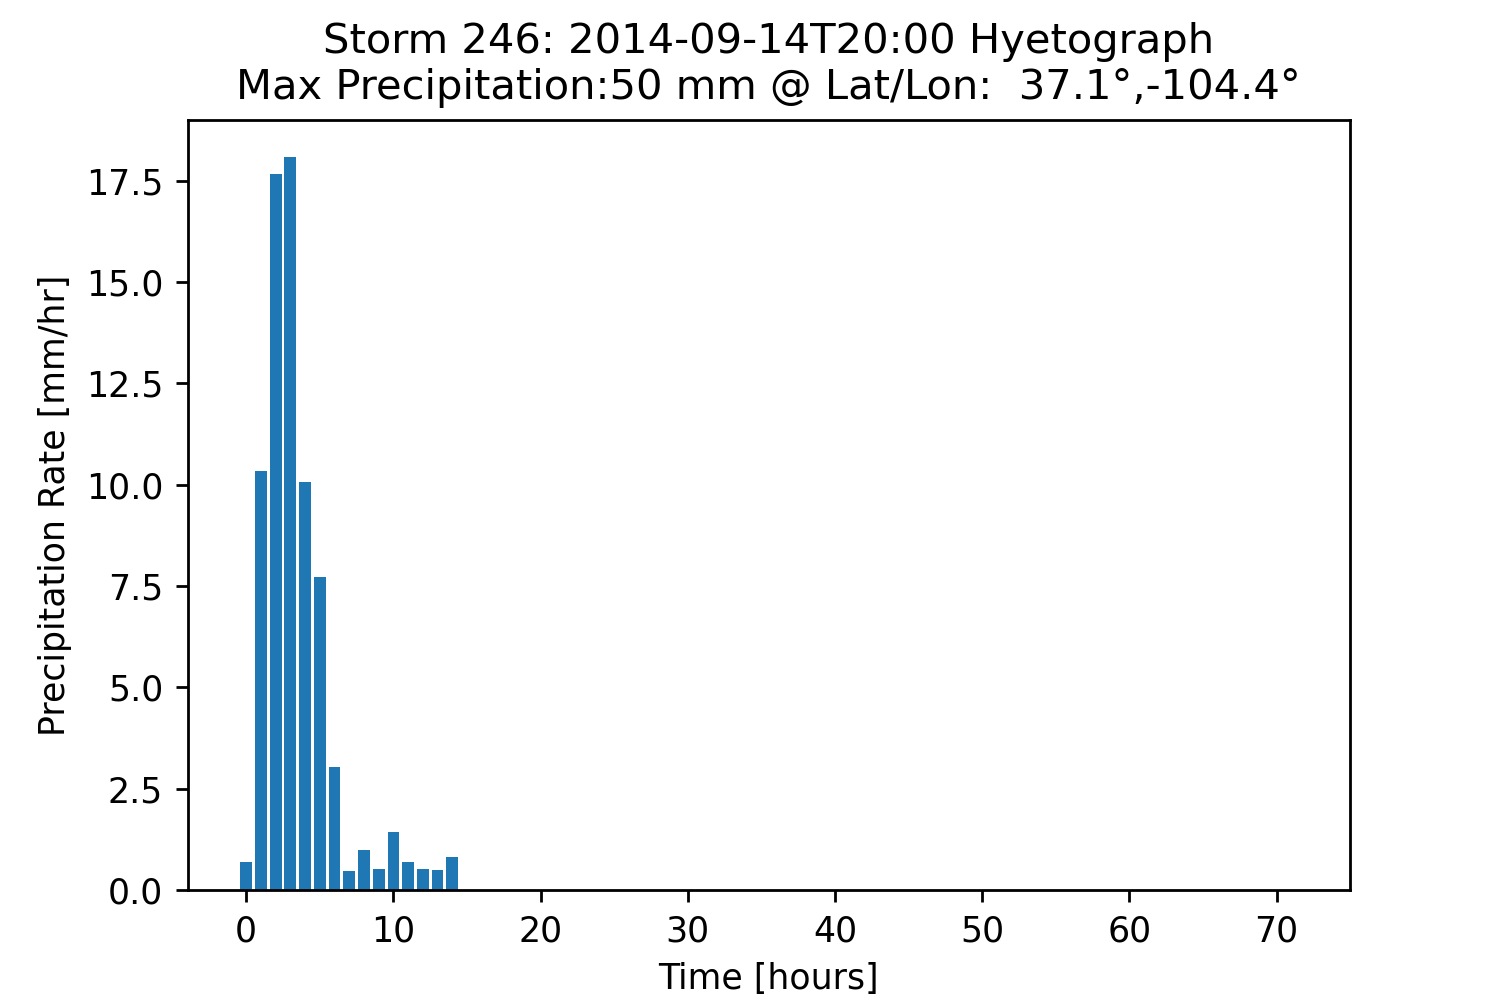 Storm 246: 2014-09-14T20:00 Hyetograph
Max Precipitation:50 mm @ Lat/Lon:  37.1°,-104.4°
Precipitation Rate [mm/hr]
17.5
15.0
12.5
10.0
7.5
5.0
2.5
0.0
0 10 20 30 40 50 60 70
Time [hours]